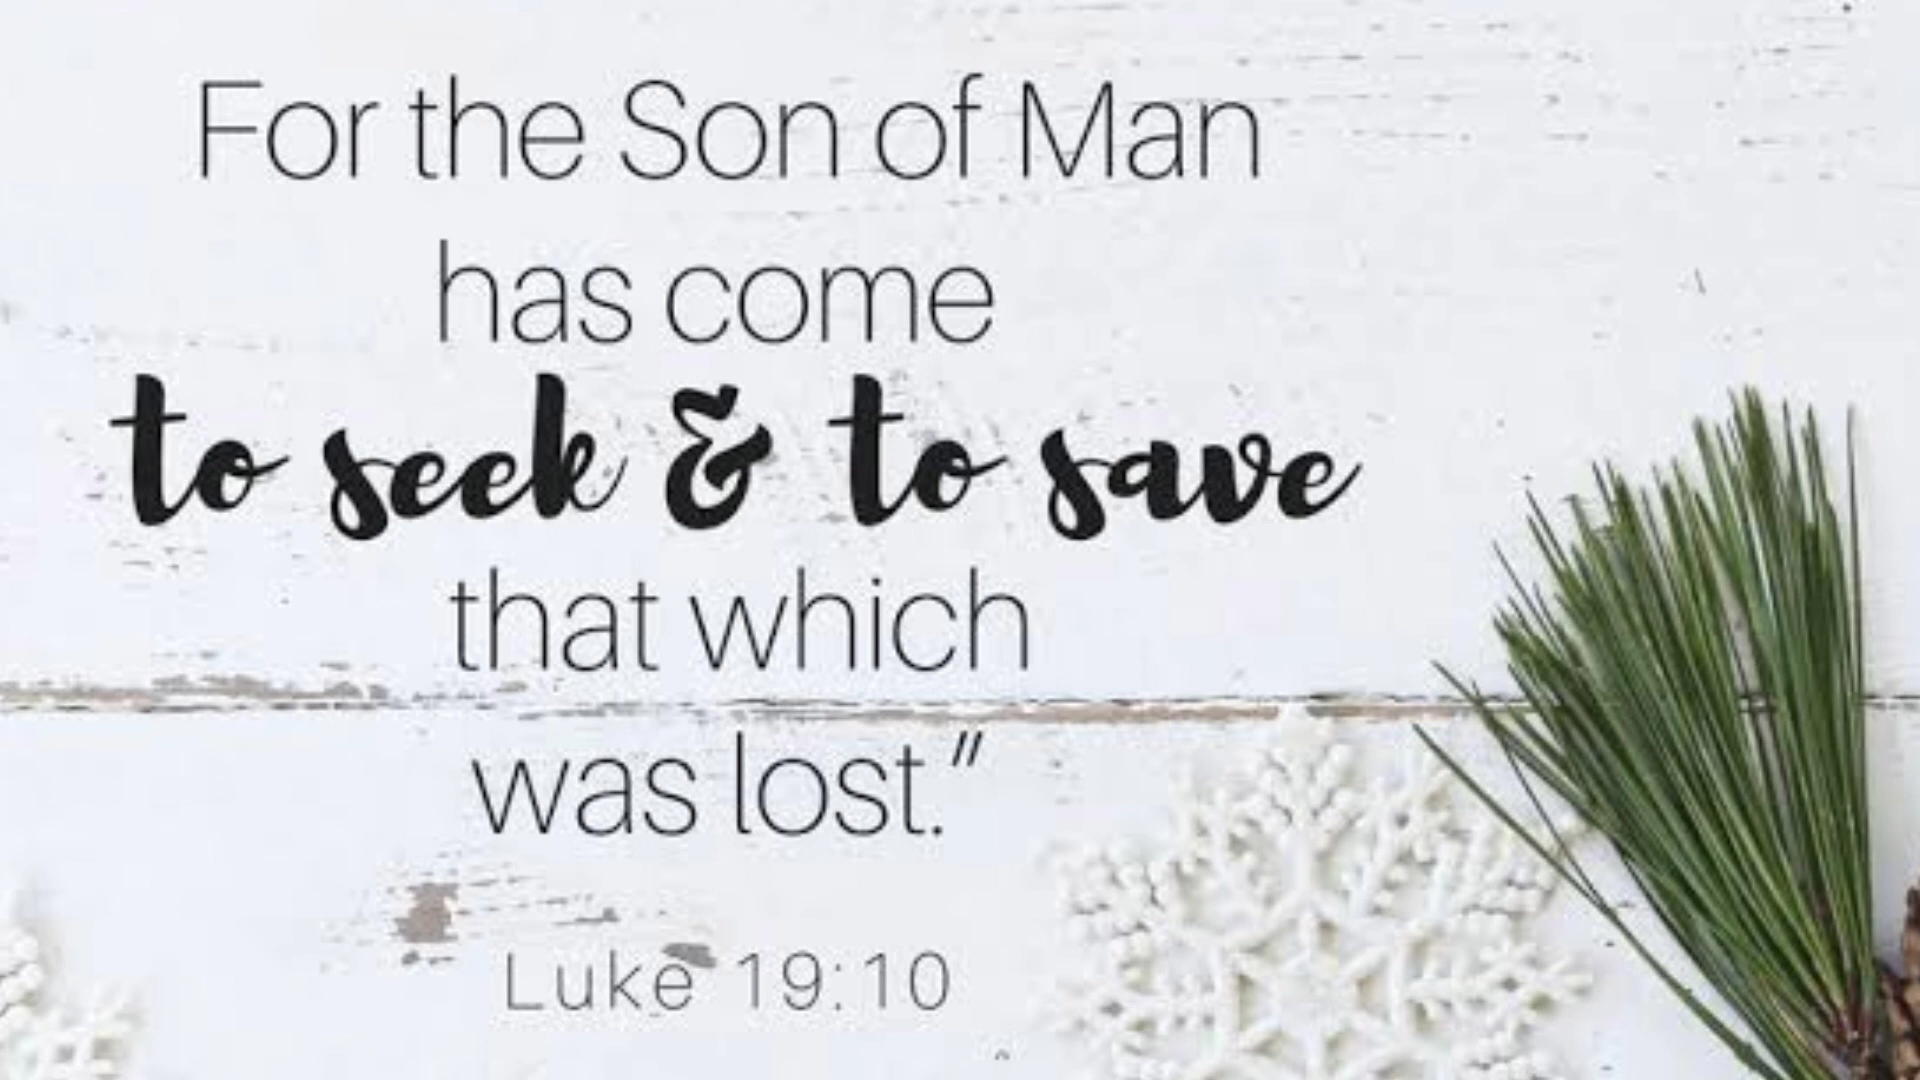 For the Son of Man
has come
to seek & to save
that which
was lost.”
Luke 19:10